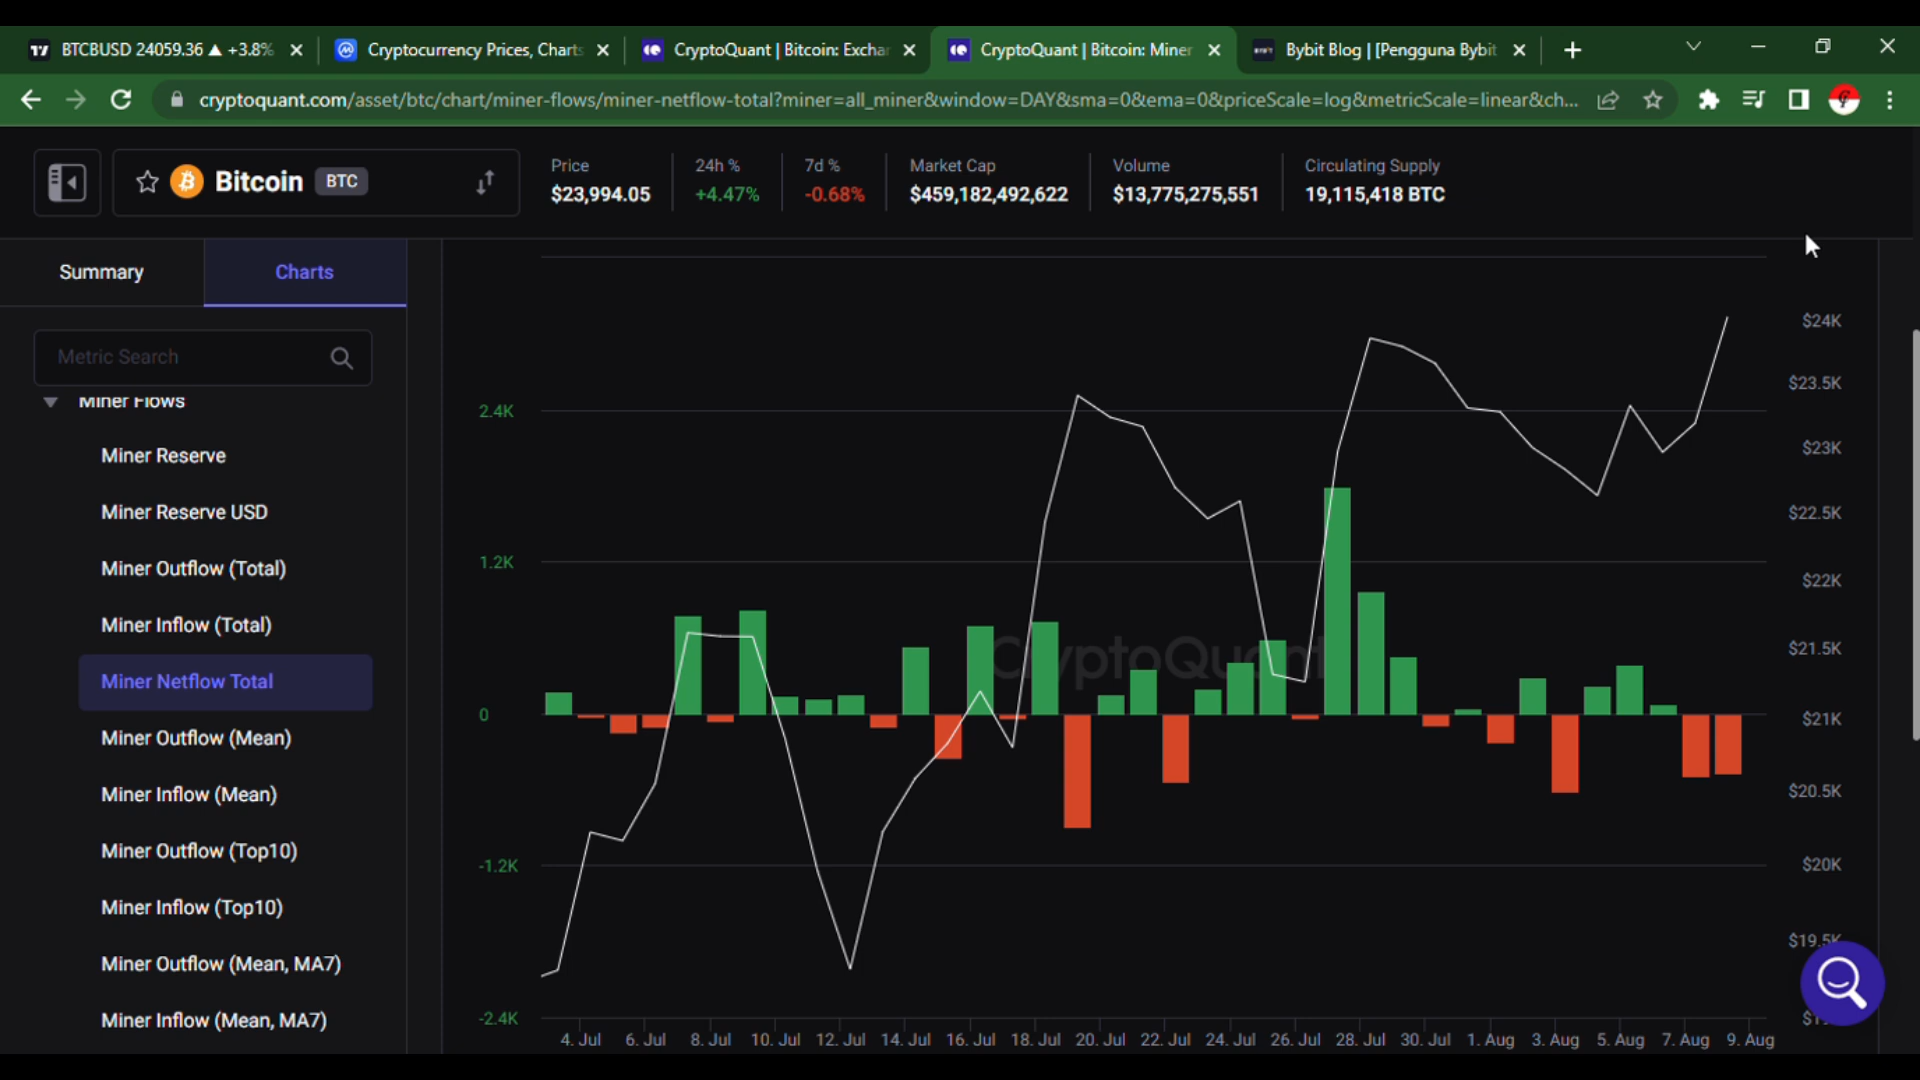 BTCBUSD 24059.36 ▲ +3.8%
Cryptocurrency Prices, Charts
CryptoQuant | Bitcoin: Exchan
CryptoQuant | Bitcoin: Miner
Bybit Blog | [Pengguna Bybit
cryptoquant.com/asset/btc/chart/miner-flows/miner-netflow-total?miner=all_miner&window=DAY&sma=0&ema=0&priceScale=log&metricScale=linear&ch...
Bitcoin BTC
Price
$23,994.05
24h %
+4.47%
7d %
-0.68%
Market Cap
$459,182,492,622
Volume
$13,775,275,551
Circulating Supply
19,115,418 BTC
Summary
Charts
Metric Search
Miner Flows
Miner Reserve
Miner Reserve USD
Miner Outflow (Total)
Miner Inflow (Total)
Miner Netflow Total
Miner Outflow (Mean)
Miner Inflow (Mean)
Miner Outflow (Top10)
Miner Inflow (Top10)
Miner Outflow (Mean, MA7)
Miner Inflow (Mean, MA7)
2.4K
1.2K
0
-1.2K
-2.4K
CryptoQuant
$24K
$23.5K
$23K
$22.5K
$22K
$21.5K
$21K
$20.5K
$20K
$19.5K
4. Jul 6. Jul 8. Jul 10. Jul 12. Jul 14. Jul 16. Jul 18. Jul 20. Jul 22. Jul 24. Jul 26. Jul 28. Jul 30. Jul 1. Aug 3. Aug 5. Aug 7. Aug 9. Aug